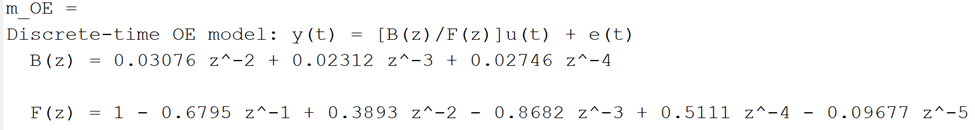 m_OE =
Discrete-time OE model: y(t) = [B(z)/F(z)]u(t) + e(t)
B(z) = 0.03076 z^-2 + 0.02312 z^-3 + 0.02746 z^-4
F(z) = 1 - 0.6795 z^-1 + 0.3893 z^-2 - 0.8682 z^-3 + 0.5111 z^-4 - 0.09677 z^-5